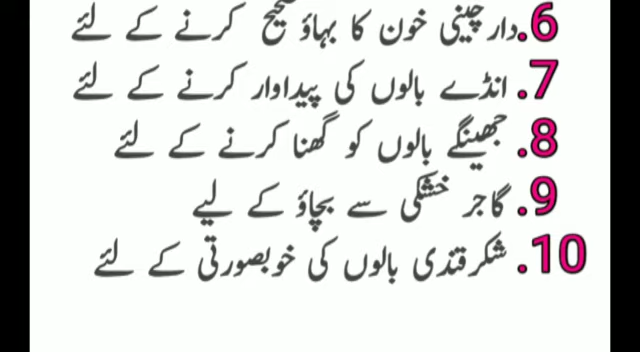 6. دار چینی خون کا بہاؤ صحیح کرنے کے لئے
7. انڈے بالوں کی پیداوار کرنے کے لئے
8. جھینگے بالوں کو گھنا کرنے کے لئے
9. گاجر خشکی سے بچاؤ کے لیے
10. شکر قندی بالوں کی خوبصورتی کے لئے